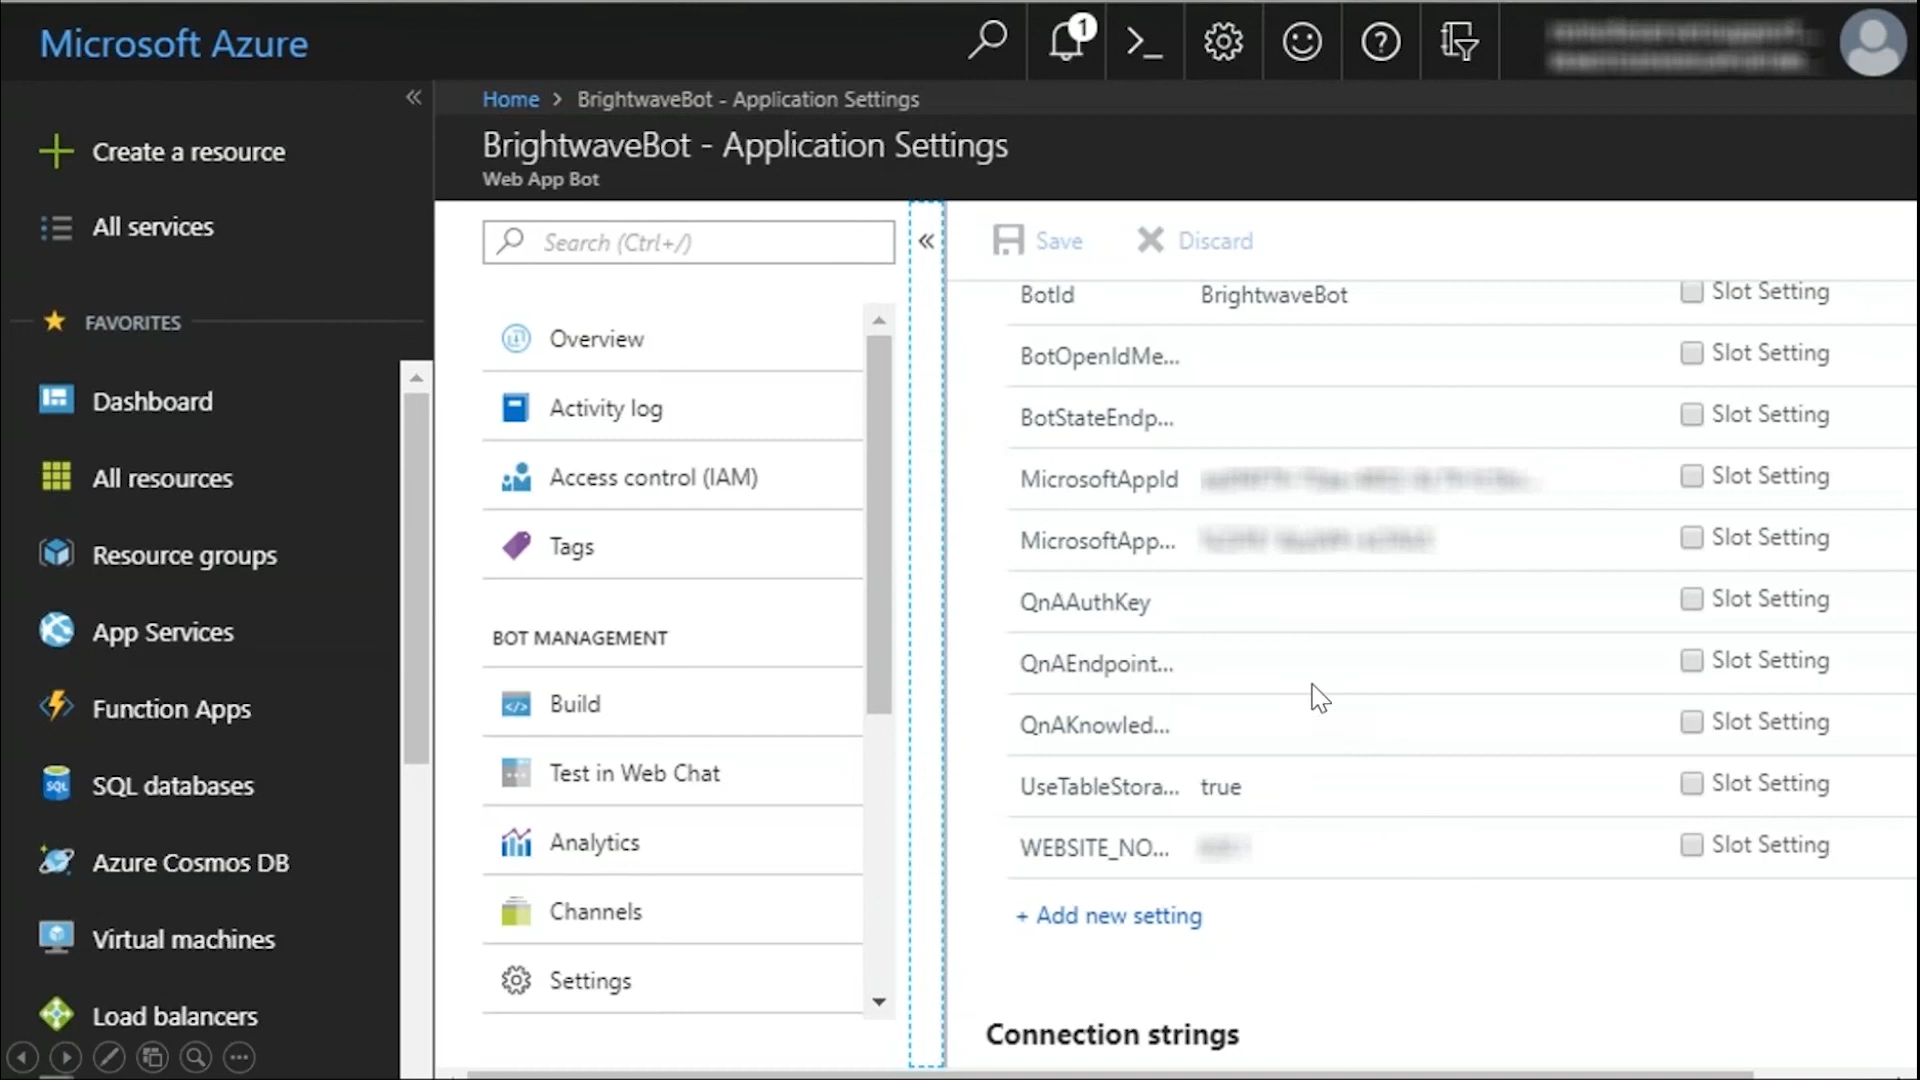 Microsoft Azure
1
Home > BrightwaveBot - Application Settings
BrightwaveBot - Application Settings
Web App Bot
Create a resource
All services
FAVORITES
Dashboard
All resources
Resource groups
App Services
Function Apps
SQL
SQL databases
Azure Cosmos DB
Virtual machines
Load balancers
Search (Ctrl+/)
Overview
Activity log
Access control (IAM)
Tags
BOT MANAGEMENT
Build
Test in Web Chat
Analytics
Channels
Settings
Save Discard
BotId BrightwaveBot Slot Setting
BotOpenIdMe... Slot Setting
BotStateEndp... Slot Setting
MicrosoftAppId Slot Setting
MicrosoftApp... Slot Setting
QnAAuthKey Slot Setting
QnAEndpoint... Slot Setting
QnAKnowled... Slot Setting
UseTableStora... true Slot Setting
WEBSITE_NO... Slot Setting
+ Add new setting
Connection strings